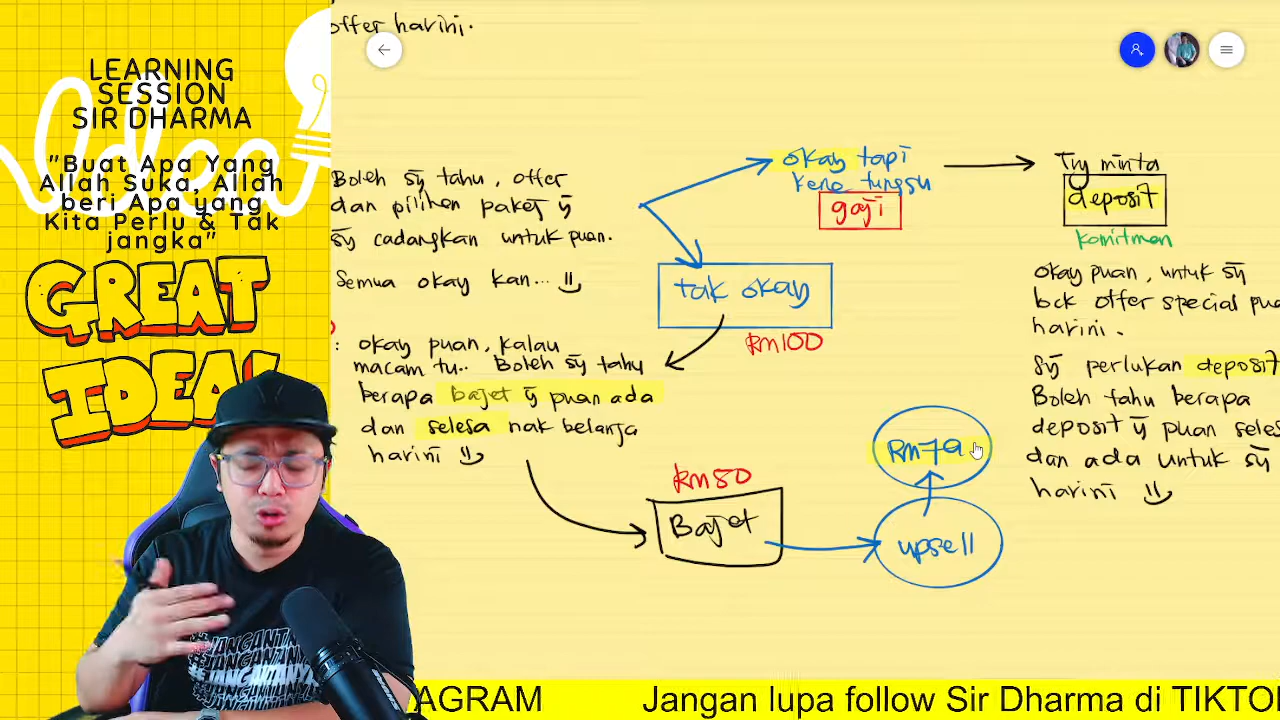 LEARNING
SESSION
SIR DHARMA
"Buat Apa Yang
Allah Suka, Allah
beri Apa yang
Kita Perlu & Tak
jangka"
GREAT
IDEA
offer harini.
Boleh sy tahu, offer
dan pilihan pakej y
sy cadangkan untuk puan.
Semua okay kan...
: okay puan, kalau
macam tu.. Boleh sy tahu
berapa bajet y puan ada
dan selesa nak belanja
harini
okay tapi
kena tunggu
gaji
tak okay
RM100
RM50
Bajet
upsell
RM79
Try minta
deposit
komitmen
okay puan, untuk sy
bck offer special pua
harini.
sy perlukan deposit
Boleh tahu berapa
deposit y puan seles
dan ada untuk sy
harini
#JANGANTANYA
AGRAM Jangan lupa follow Sir Dharma di TIKTO